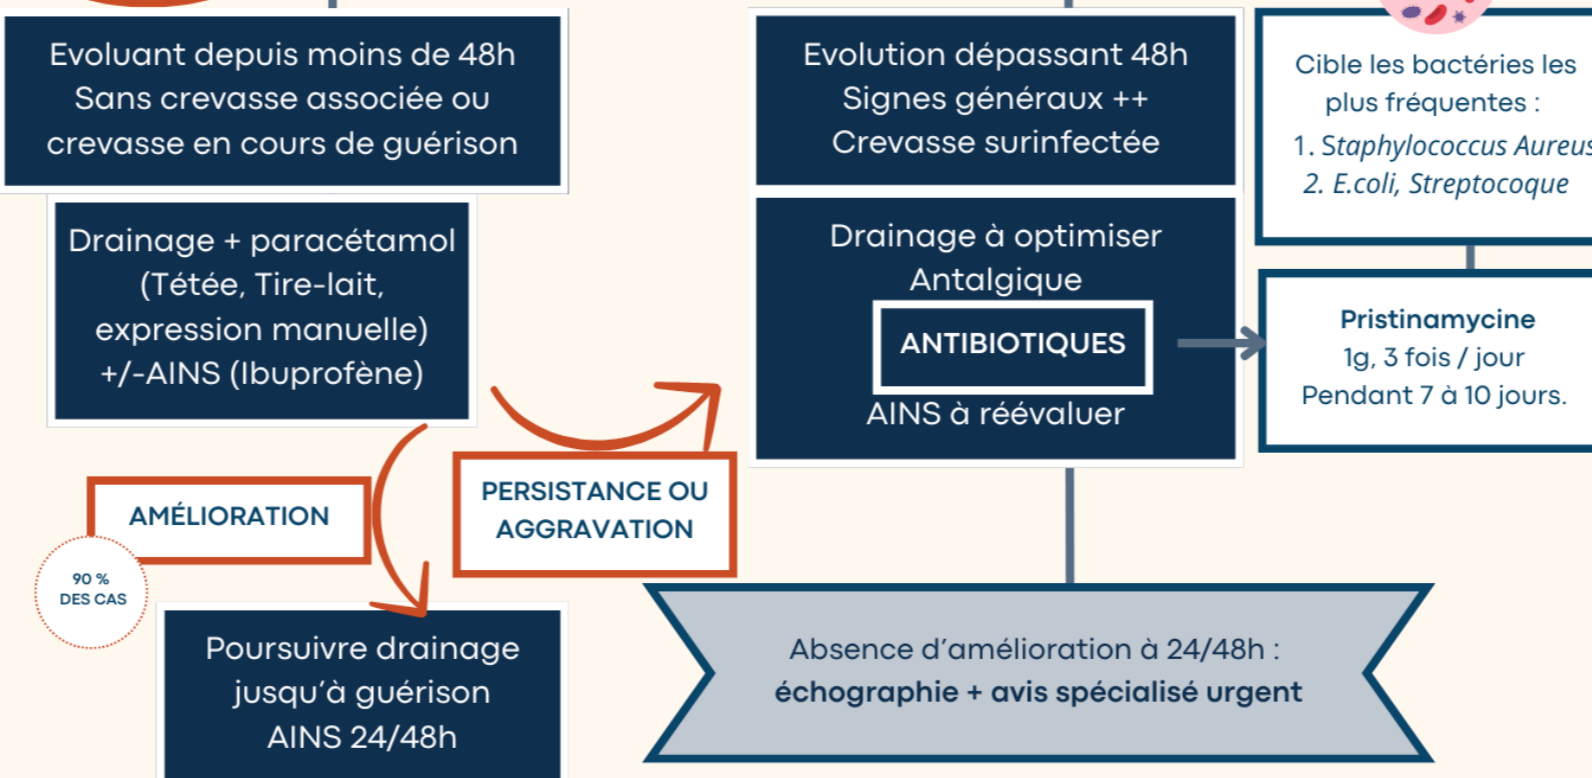 Evoluant depuis moins de 48h
Sans crevasse associée ou
crevasse en cours de guérison
Drainage + paracétamol
(Tétée, Tire-lait,
expression manuelle)
+/-AINS (Ibuprofène)
AMÉLIORATION
90 %
DES CAS
PERSISTANCE OU
AGGRAVATION
Poursuivre drainage
jusqu'à guérison
AINS 24/48h
Evolution dépassant 48h
Signes généraux ++
Crevasse surinfectée
Drainage à optimiser
Antalgique
ANTIBIOTIQUES
AINS à réévaluer
Cible les bactéries les
plus fréquentes :
1. Staphylococcus Aureus
2. E.coli, Streptocoque
Pristinamycine
1g, 3 fois / jour
Pendant 7 à 10 jours.
Absence d'amélioration à 24/48h :
échographie + avis spécialisé urgent